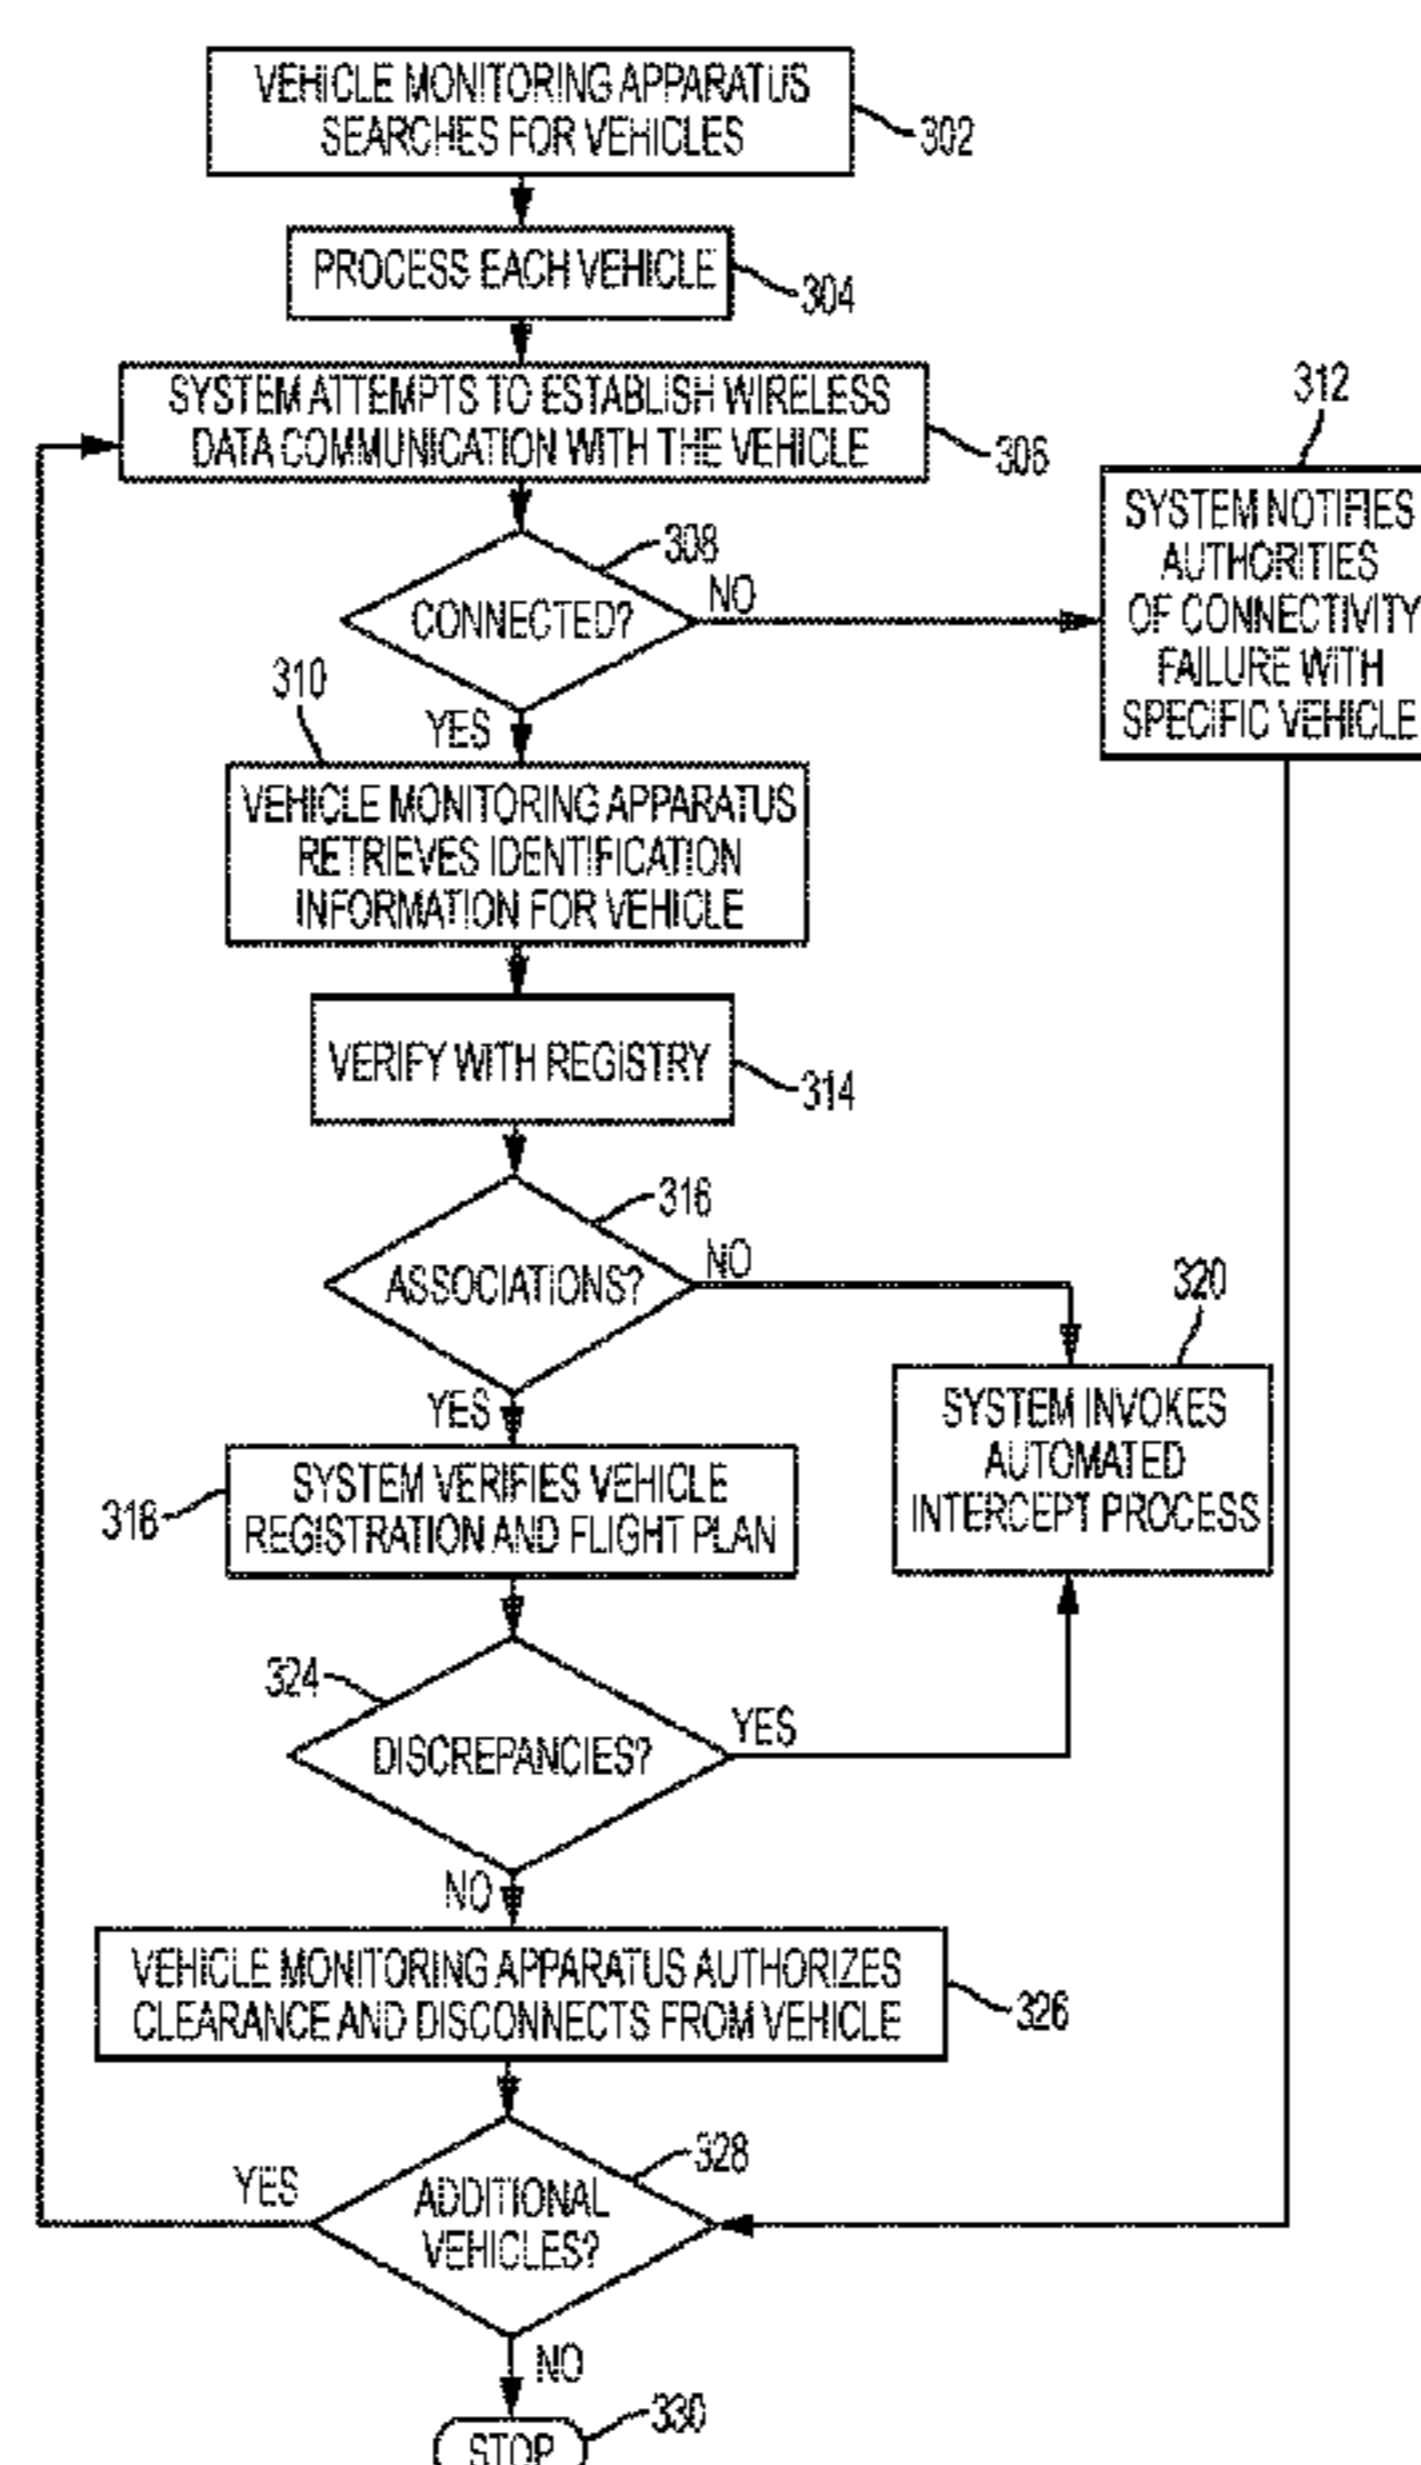 VEHICLE MONITORING APPARATUS
SEARCHES FOR VEHICLES
302
PROCESS EACH VEHICLE
304
SYSTEM ATTEMPTS TO ESTABLISH WIRELESS
DATA COMMUNICATION WITH THE VEHICLE
306
312
SYSTEM NOTIFIES
AUTHORITIES
OF CONNECTIVITY
FAILURE WITH
SPECIFIC VEHICLE
308
CONNECTED?
NO
YES
310
VEHICLE MONITORING APPARATUS
RETRIEVES IDENTIFICATION
INFORMATION FOR VEHICLE
VERIFY WITH REGISTRY
314
316
ASSOCIATIONS?
NO
YES
320
SYSTEM INVOKES
AUTOMATED
INTERCEPT PROCESS
318
SYSTEM VERIFIES VEHICLE
REGISTRATION AND FLIGHT PLAN
324
DISCREPANCIES?
YES
NO
VEHICLE MONITORING APPARATUS AUTHORIZES
CLEARANCE AND DISCONNECTS FROM VEHICLE
326
328
ADDITIONAL
VEHICLES?
YES
NO
330
STOP